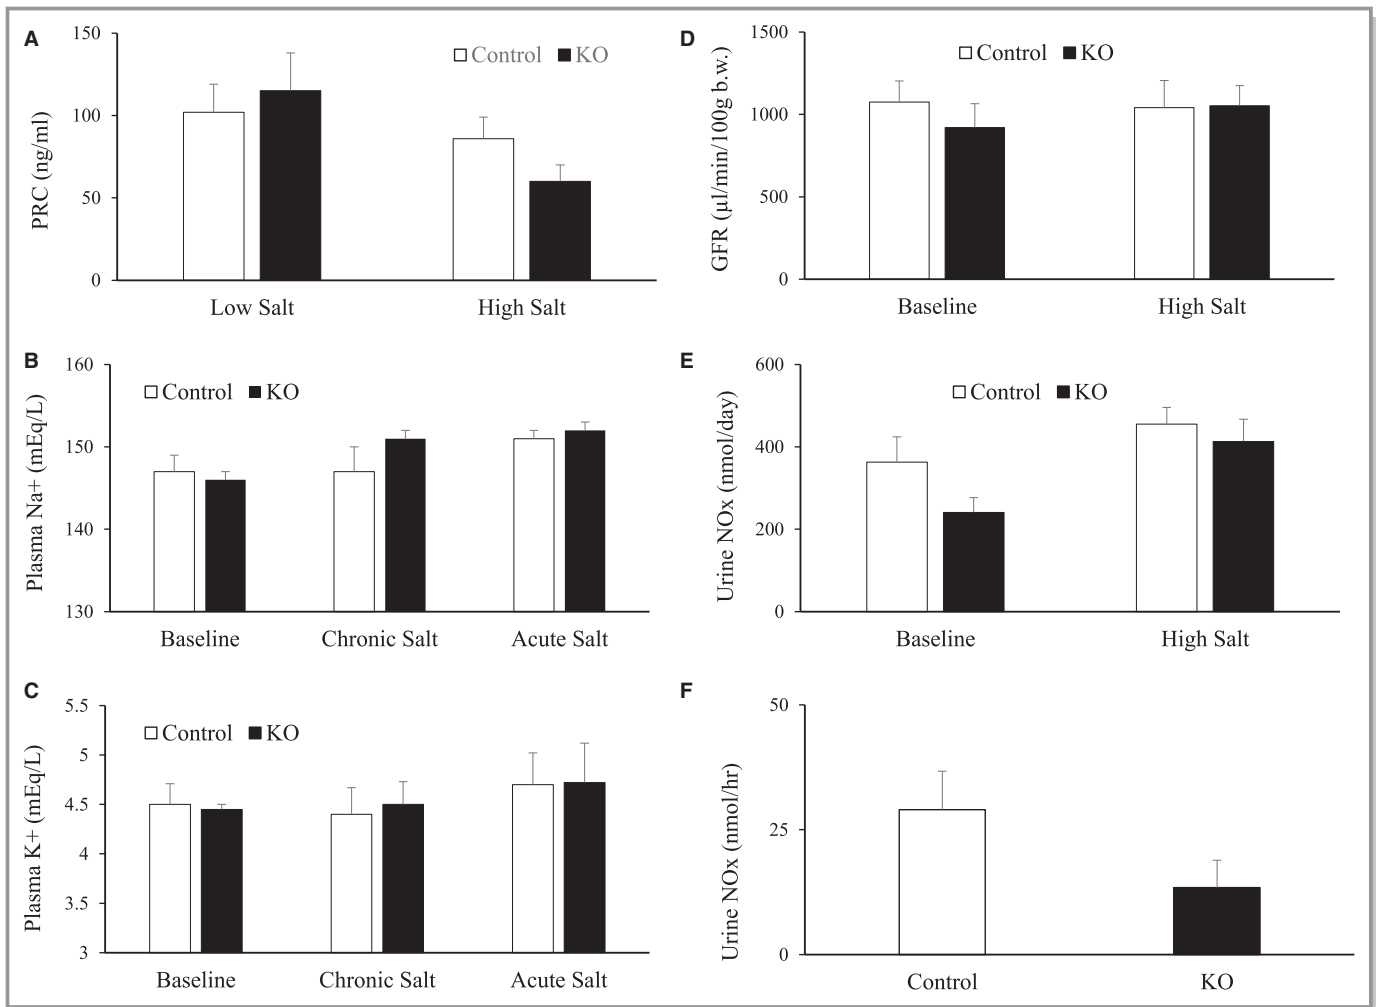 A
150
100
50
0
PRC (ng/ml)
Control KO
Low Salt High Salt
B
160
150
140
130
Plasma Na+ (mEq/L)
Control KO
Baseline Chronic Salt Acute Salt
C
5.5
5
4.5
4
3.5
3
Plasma K+ (mEq/L)
Control KO
Baseline Chronic Salt Acute Salt
D
1500
1000
500
0
GFR (µl/min/100g b.w.)
Control KO
Baseline High Salt
E
600
400
200
0
Urine NOx (nmol/day)
Control KO
Baseline High Salt
F
50
25
0
Urine NOx (nmol/hr)
Control KO